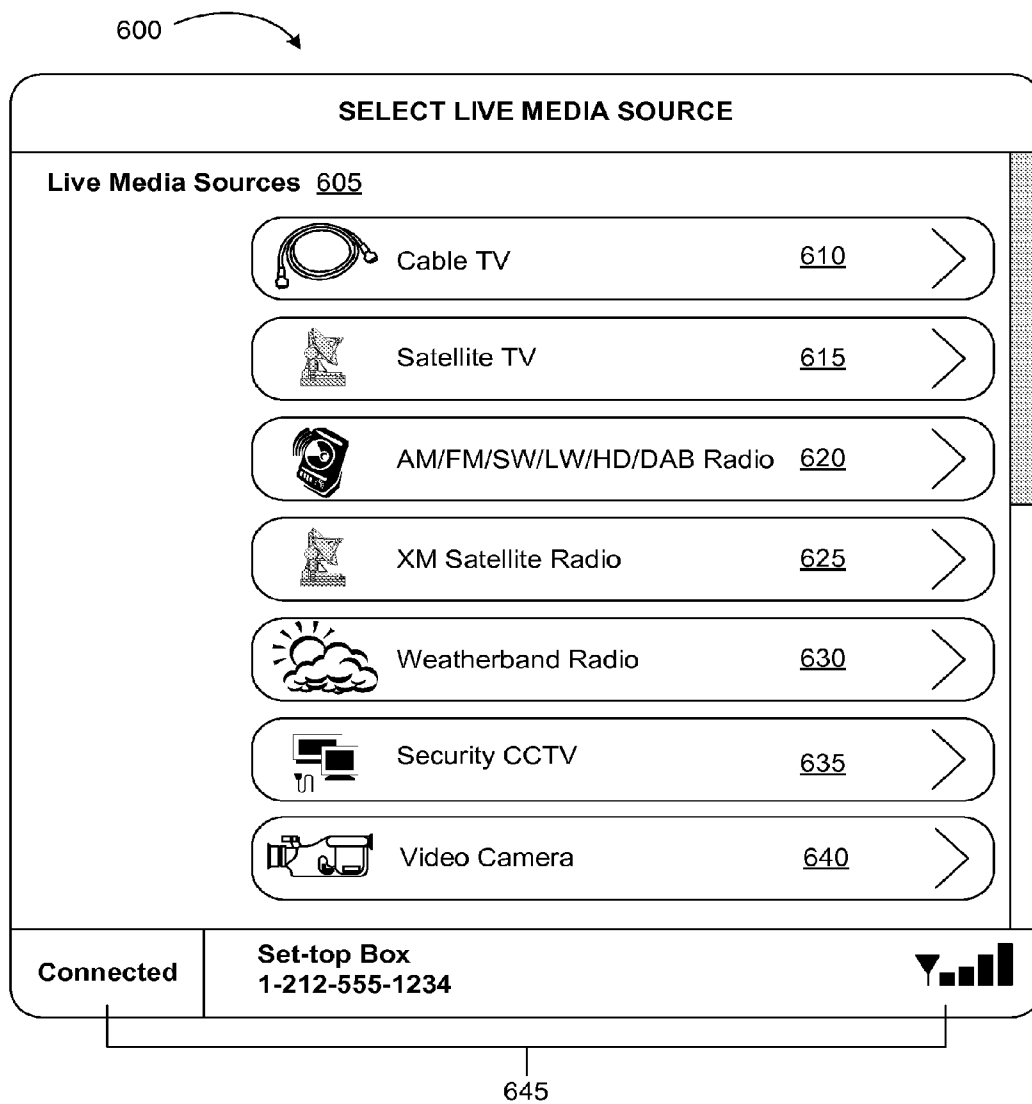 600
SELECT LIVE MEDIA SOURCE
Live Media Sources 605
Cable TV 610
Satellite TV 615
AM/FM/SW/LW/HD/DAB Radio 620
XM Satellite Radio 625
Weatherband Radio 630
Security CCTV 635
Video Camera 640
Connected
Set-top Box
1-212-555-1234
645